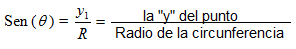 Sen (θ) = y₁ / R = la "y" del punto / Radio de la circunferencia